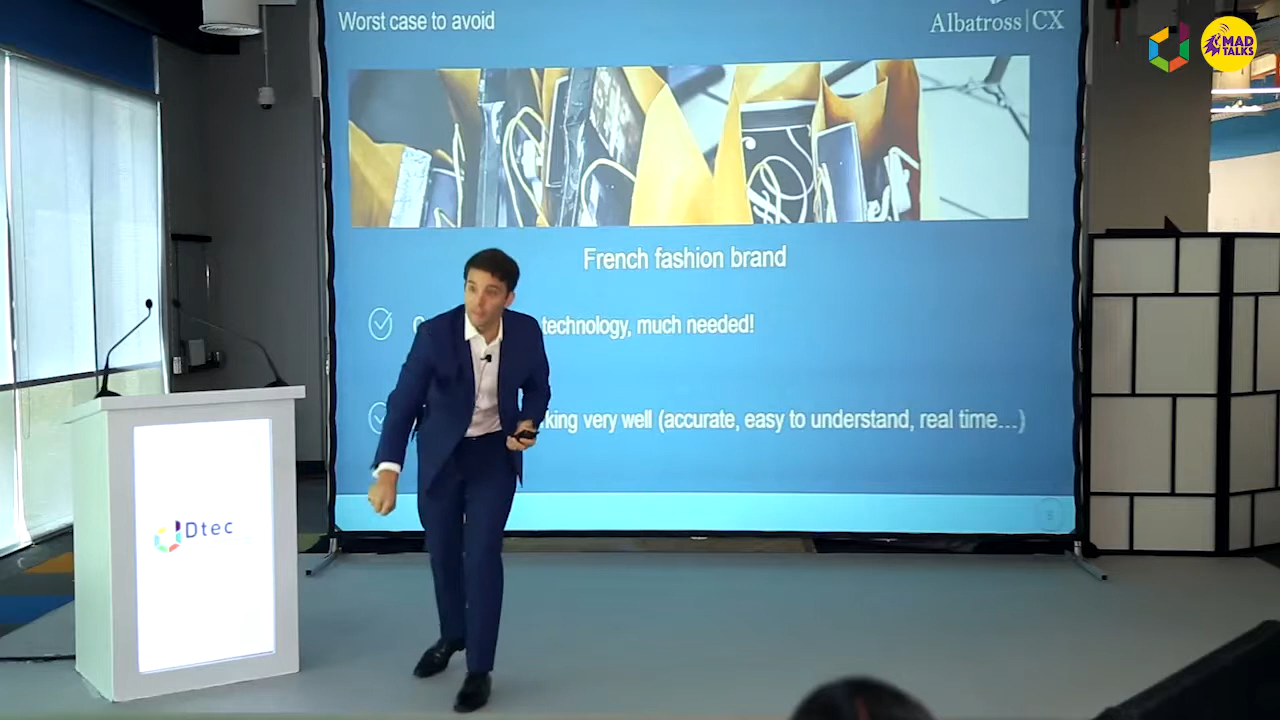 Worst case to avoid
Albatross|CX
MAD
TALKS
French fashion brand
technology, much needed!
king very well (accurate, easy to understand, real time...)
Dtec